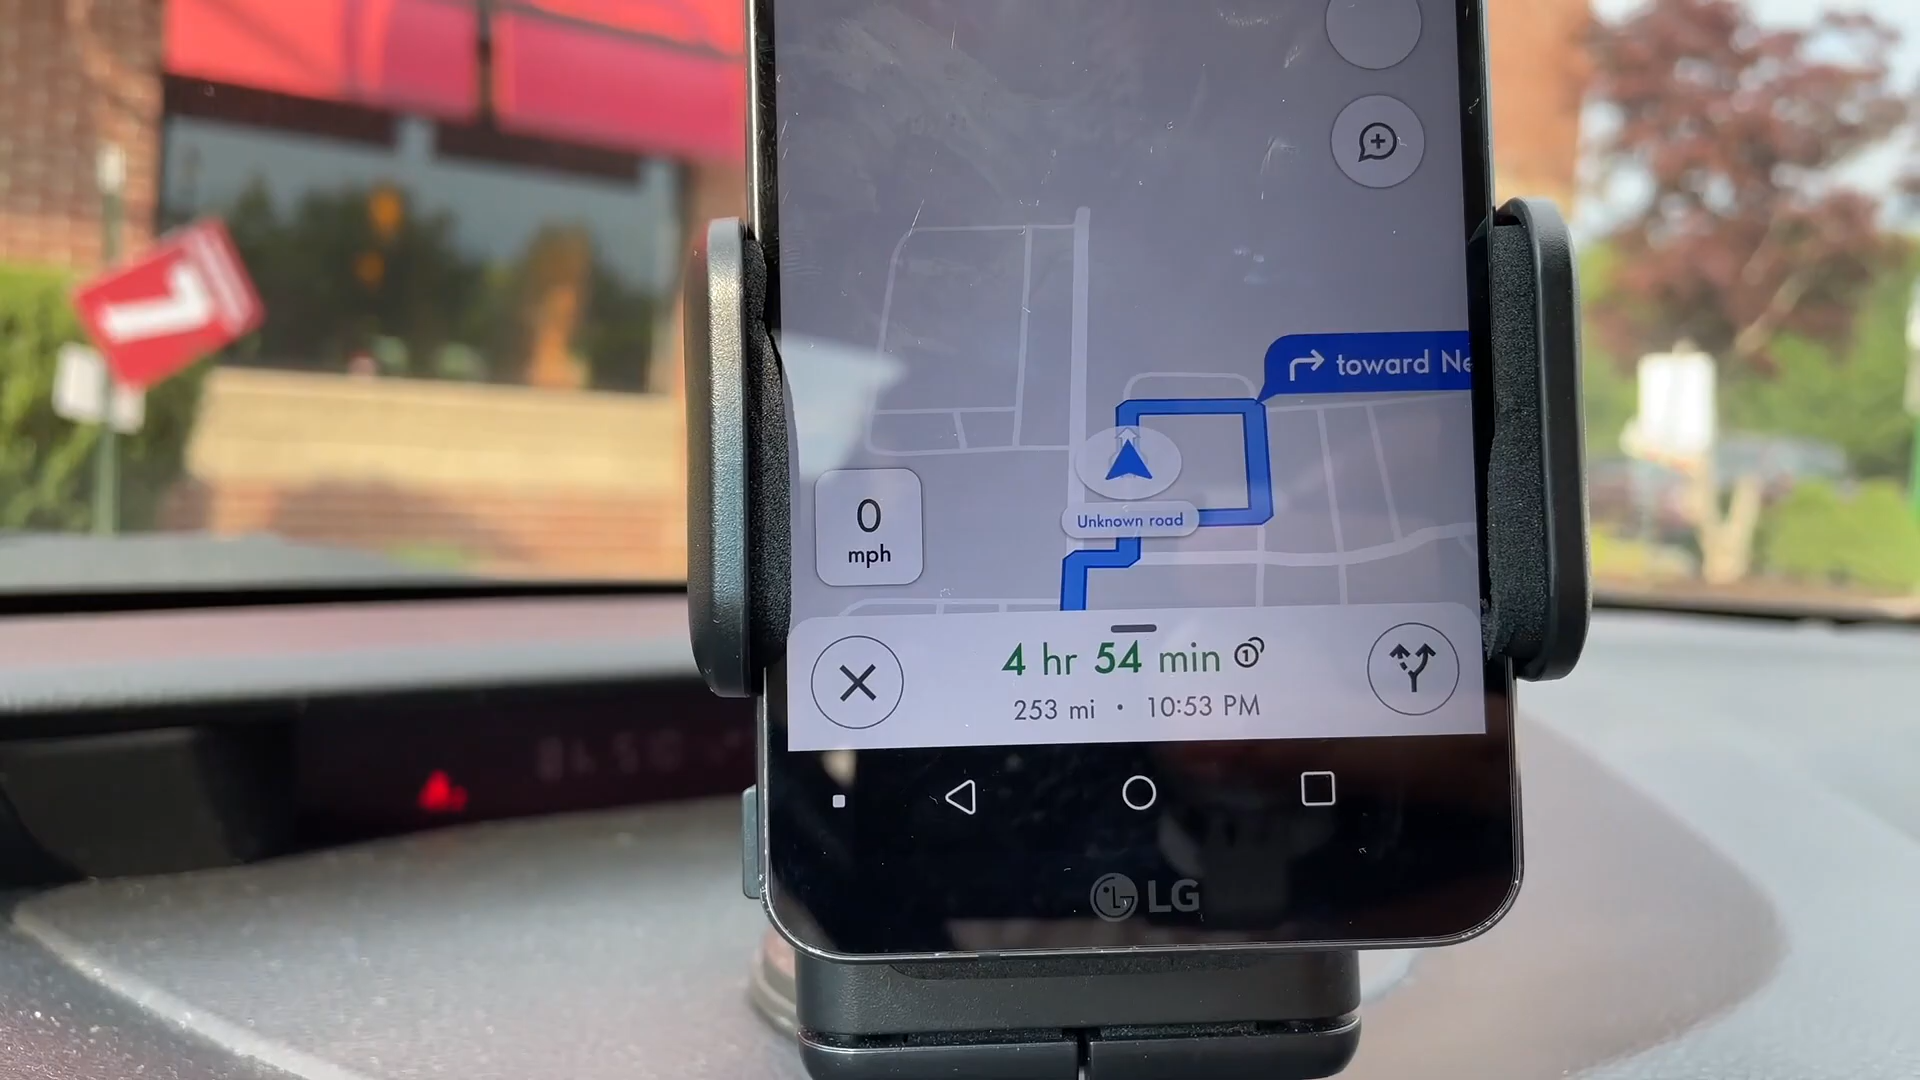 toward Ne
Unknown road
0
mph
4 hr 54 min
253 mi • 10:53 PM
LG